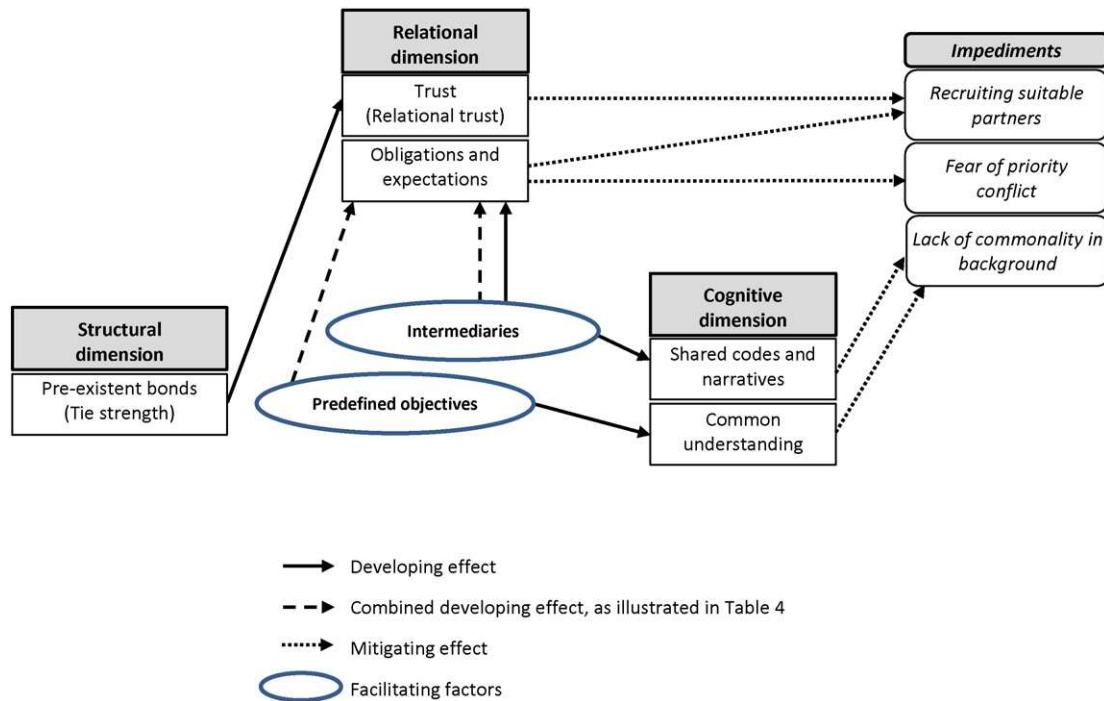 Relational
dimension
Trust
(Relational trust)
Obligations and
expectations
Impediments
Recruiting suitable
partners
Fear of priority
conflict
Lack of commonality in
background
Structural
dimension
Pre-existent bonds
(Tie strength)
Intermediaries
Predefined objectives
Cognitive
dimension
Shared codes and
narratives
Common
understanding
Developing effect
Combined developing effect, as illustrated in Table 4
Mitigating effect
Facilitating factors